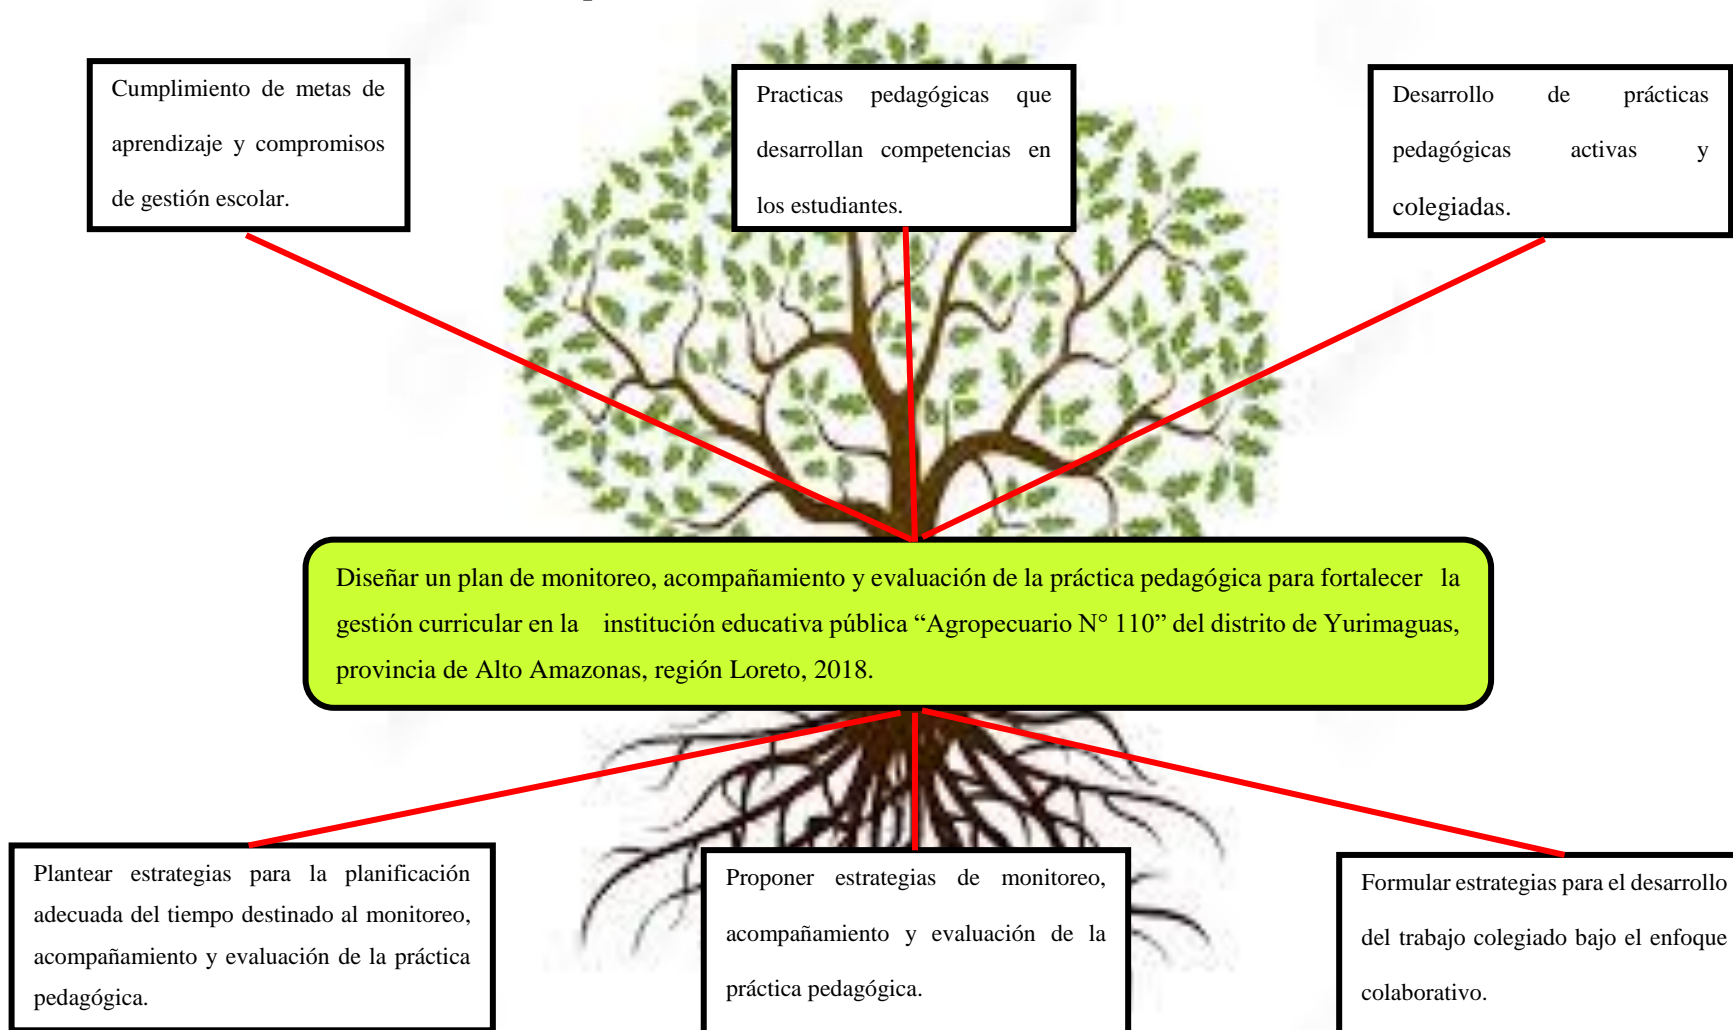 Cumplimiento de metas de
aprendizaje y compromisos
de gestión escolar.
Practicas pedagógicas que
desarrollan competencias en
los estudiantes.
Desarrollo de prácticas
pedagógicas activas y
colegiadas.
Diseñar un plan de monitoreo, acompañamiento y evaluación de la práctica pedagógica para fortalecer la
gestión curricular en la institución educativa pública “Agropecuario N° 110” del distrito de Yurimaguas,
provincia de Alto Amazonas, región Loreto, 2018.
Plantear estrategias para la planificación
adecuada del tiempo destinado al monitoreo,
acompañamiento y evaluación de la práctica
pedagógica.
Proponer estrategias de monitoreo,
acompañamiento y evaluación de la
práctica pedagógica.
Formular estrategias para el desarrollo
del trabajo colegiado bajo el enfoque
colaborativo.